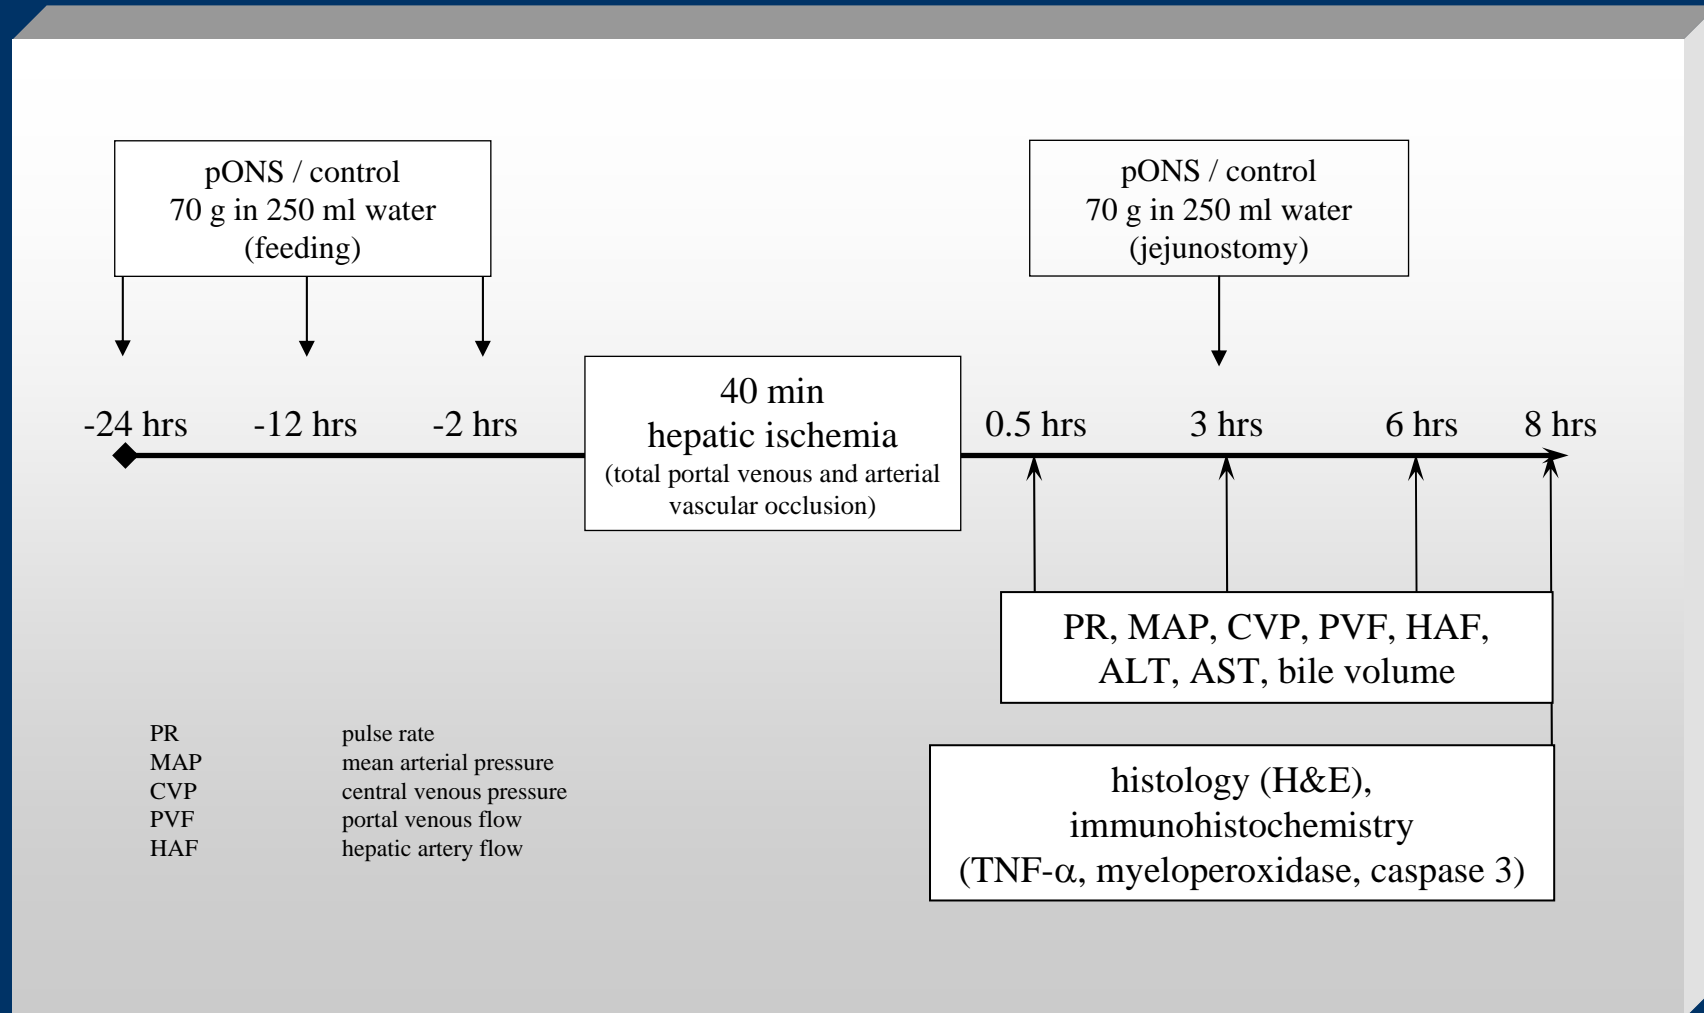 pONS / control
70 g in 250 ml water
(feeding)
pONS / control
70 g in 250 ml water
(jejunostomy)
-24 hrs
-12 hrs
-2 hrs
40 min
hepatic ischemia
(total portal venous and arterial
vascular occlusion)
0.5 hrs
3 hrs
6 hrs
8 hrs
PR, MAP, CVP, PVF, HAF,
ALT, AST, bile volume
PR pulse rate
MAP mean arterial pressure
CVP central venous pressure
PVF portal venous flow
HAF hepatic artery flow
histology (H&E),
immunohistochemistry
(TNF-α, myeloperoxidase, caspase 3)